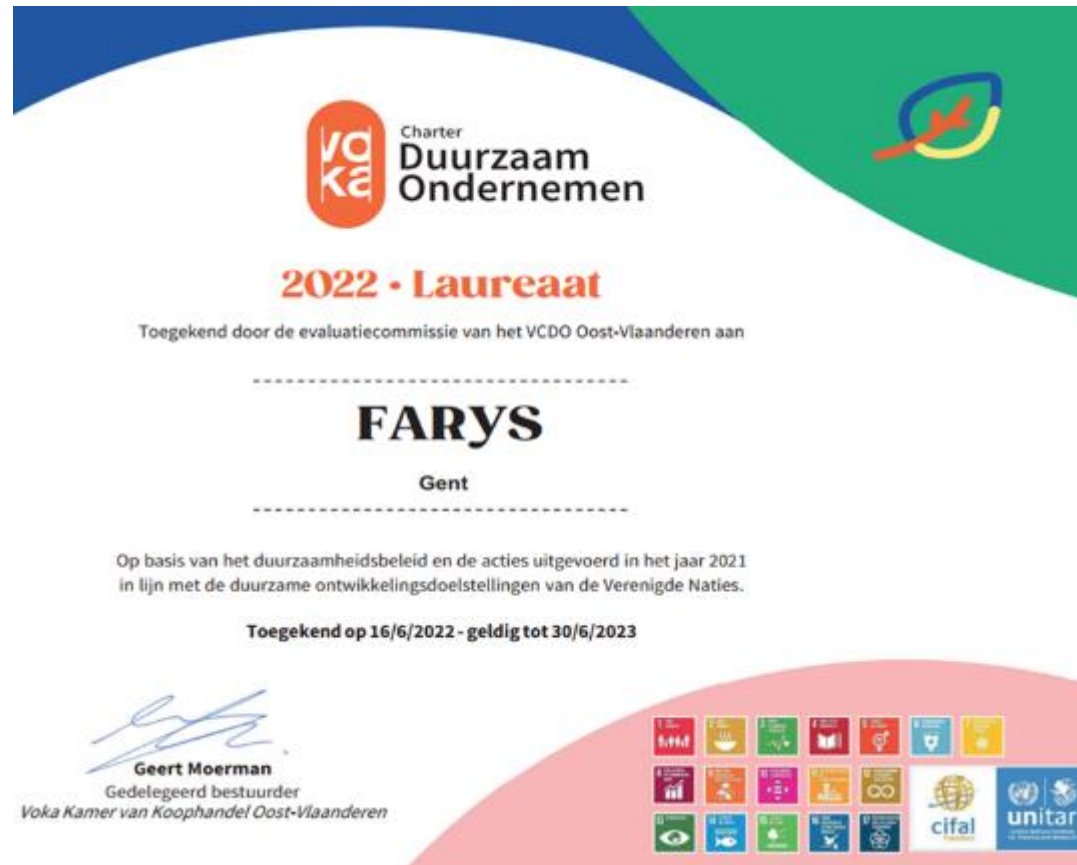 voka
Charter
Duurzaam
Ondernemen
2022 • Laureaat
Toegekend door de evaluatiecommissie van het VCDO Oost-Vlaanderen aan
FARYS
Gent
Op basis van het duurzaamheidsbeleid en de acties uitgevoerd in het jaar 2021
in lijn met de duurzame ontwikkelingsdoelstellingen van de Verenigde Naties.
Toegekend op 16/6/2022 - geldig tot 30/6/2023
Geert Moerman
Gedelegeerd bestuurder
Voka Kamer van Koophandel Oost-Vlaanderen
cifal
unitar